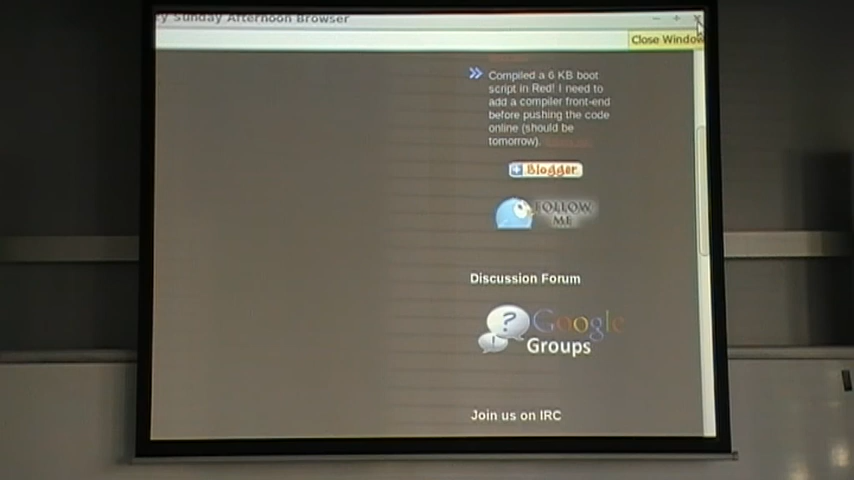 Sunday Afternoon Browser
Close Window
Compiled a 6 KB boot
script in Red! I need to
add a compiler front-end
before pushing the code
online (should be
tomorrow).
Blogger
FOLLOW
ME
Discussion Forum
Google
Groups
Join us on IRC